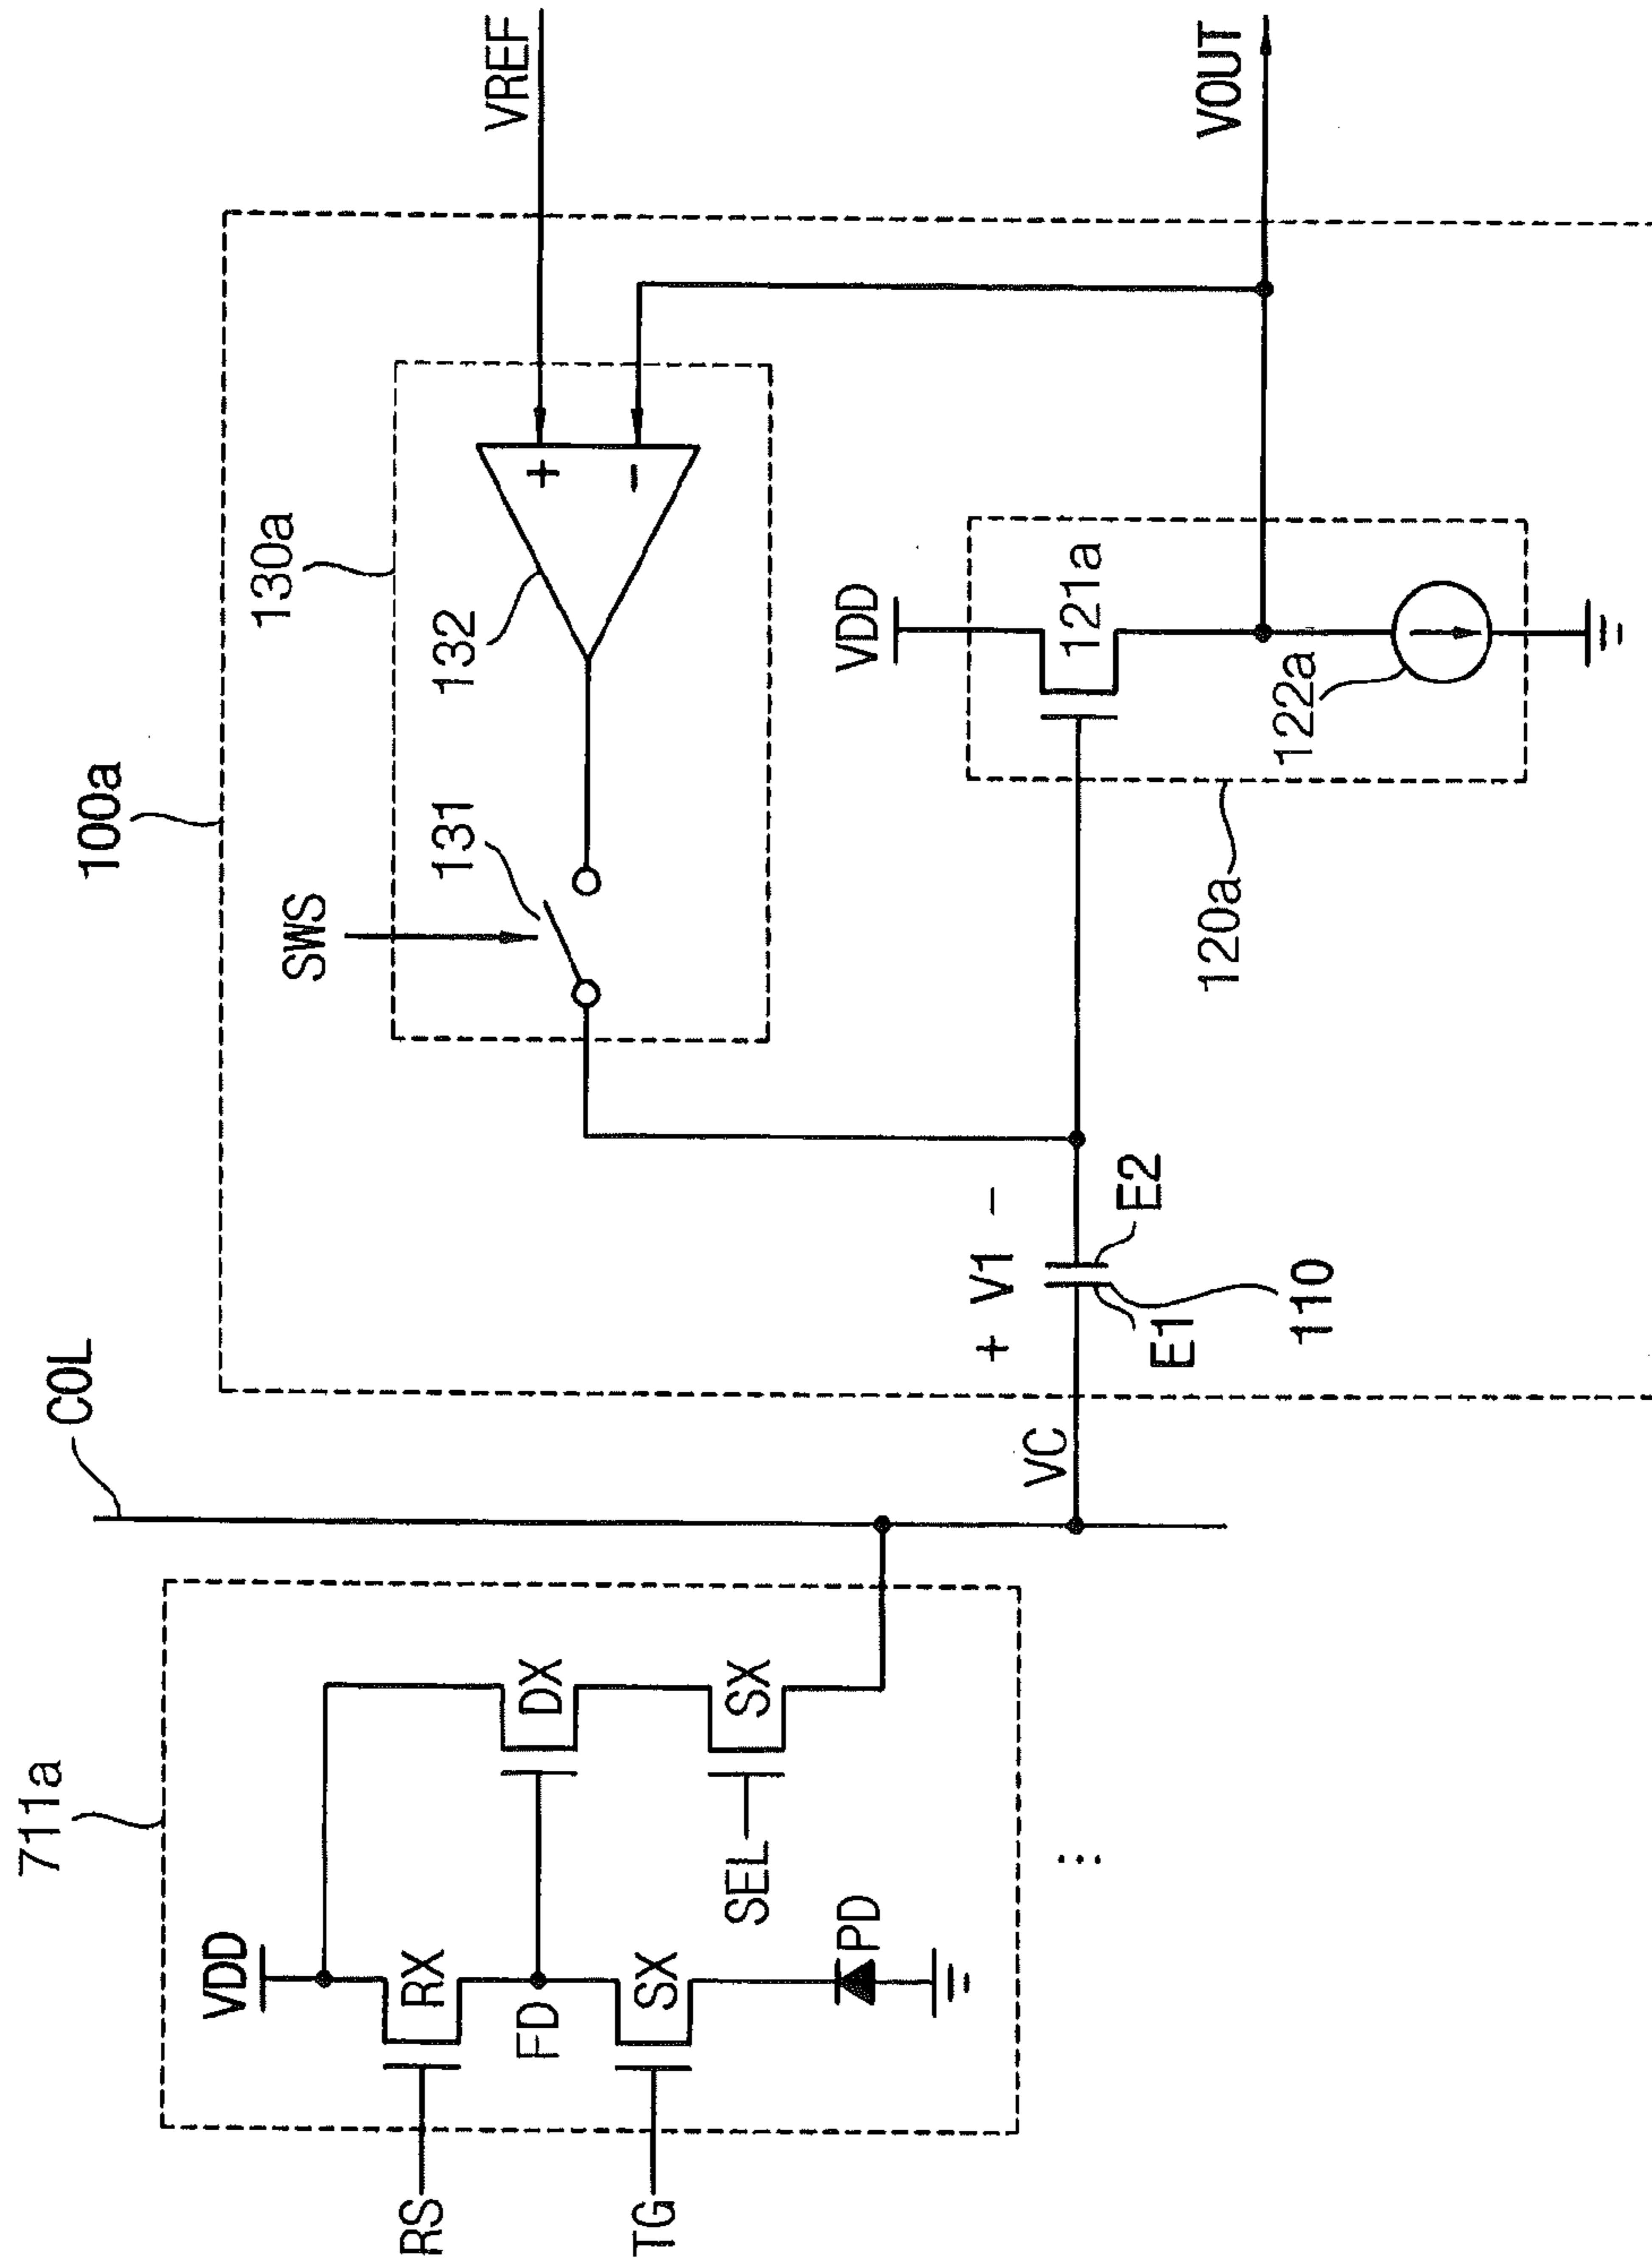 711a
COL
100a
VDD
RX
RS
FD
SX
TG
PD
DX
SX
SEL
...
VC
+ V1 -
E1
E2
110
SWS
131
132
130a
+
-
VREF
VDD
121a
122a
120a
VOUT